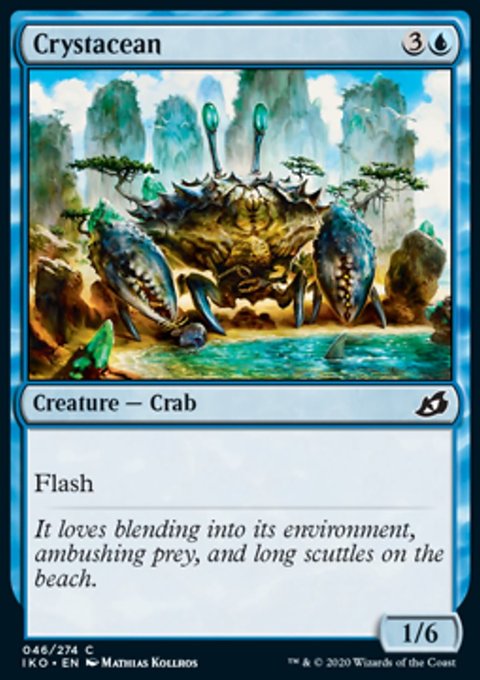 Crystacean 3
Creature — Crab
Flash
It loves blending into its environment,
ambushing prey, and long scuttles on the
beach.
1/6
046/274 C
IKO • EN Mathias Kollros
™ & © 2020 Wizards of the Coast